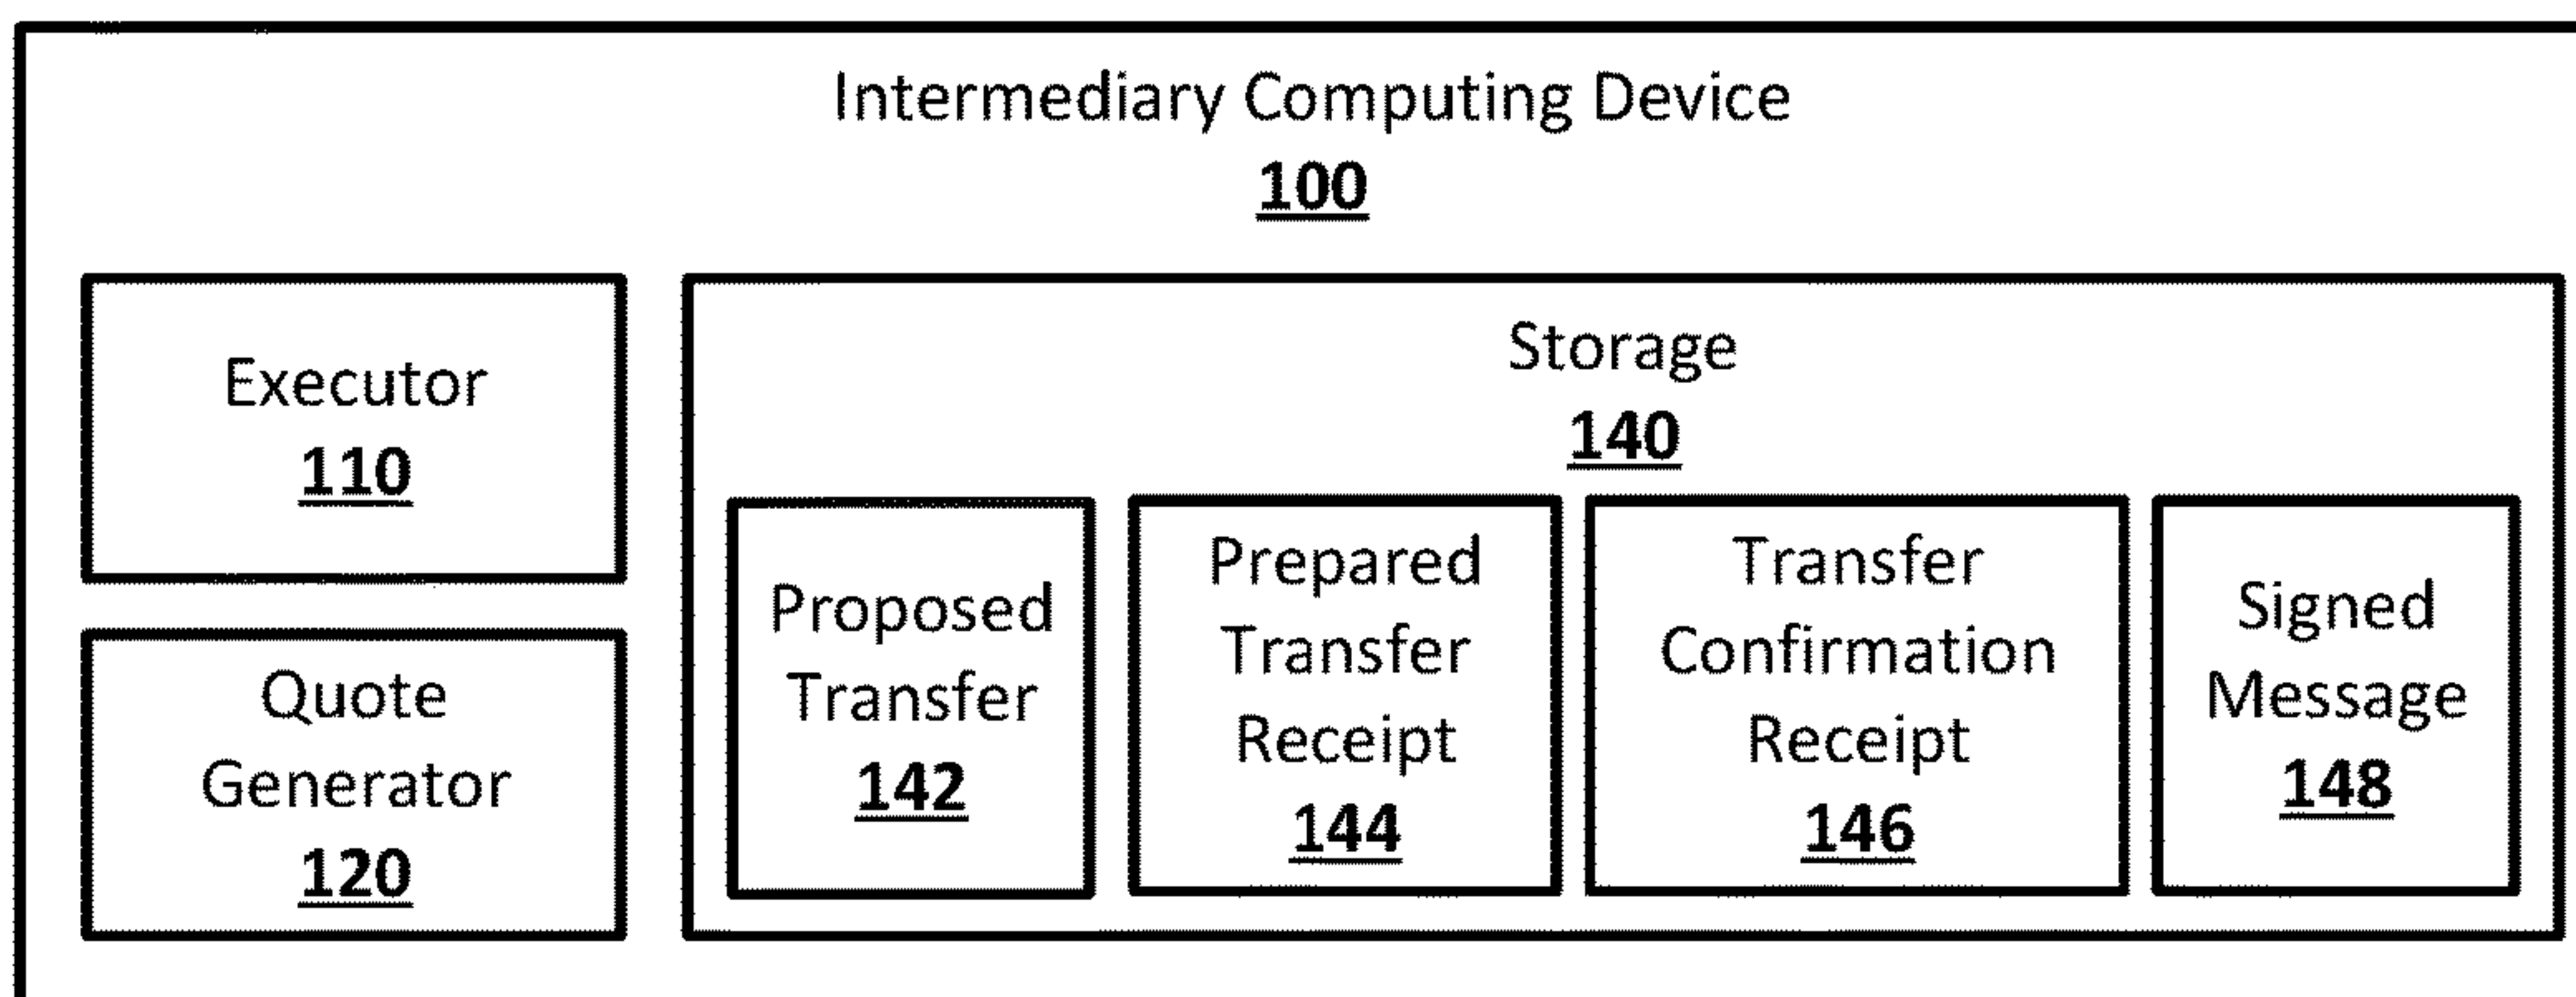 Intermediary Computing Device
100
Executor
110
Quote
Generator
120
Storage
140
Proposed
Transfer
142
Prepared
Transfer
Receipt
144
Transfer
Confirmation
Receipt
146
Signed
Message
148